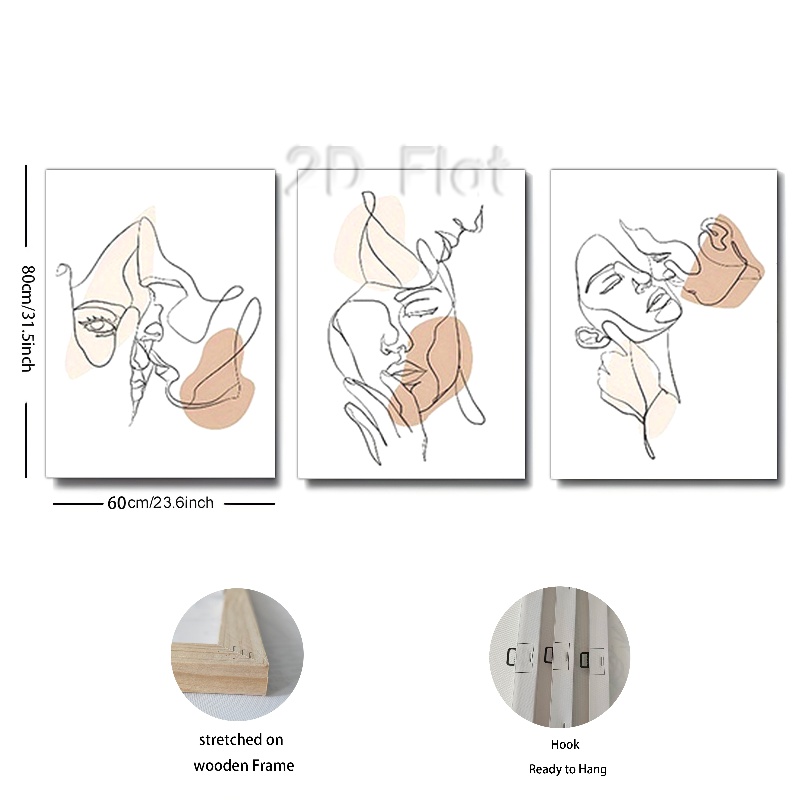 2D Flat
80cm/31.5inch
60cm/23.6inch
stretched on
wooden Frame
Hook
Ready to Hang